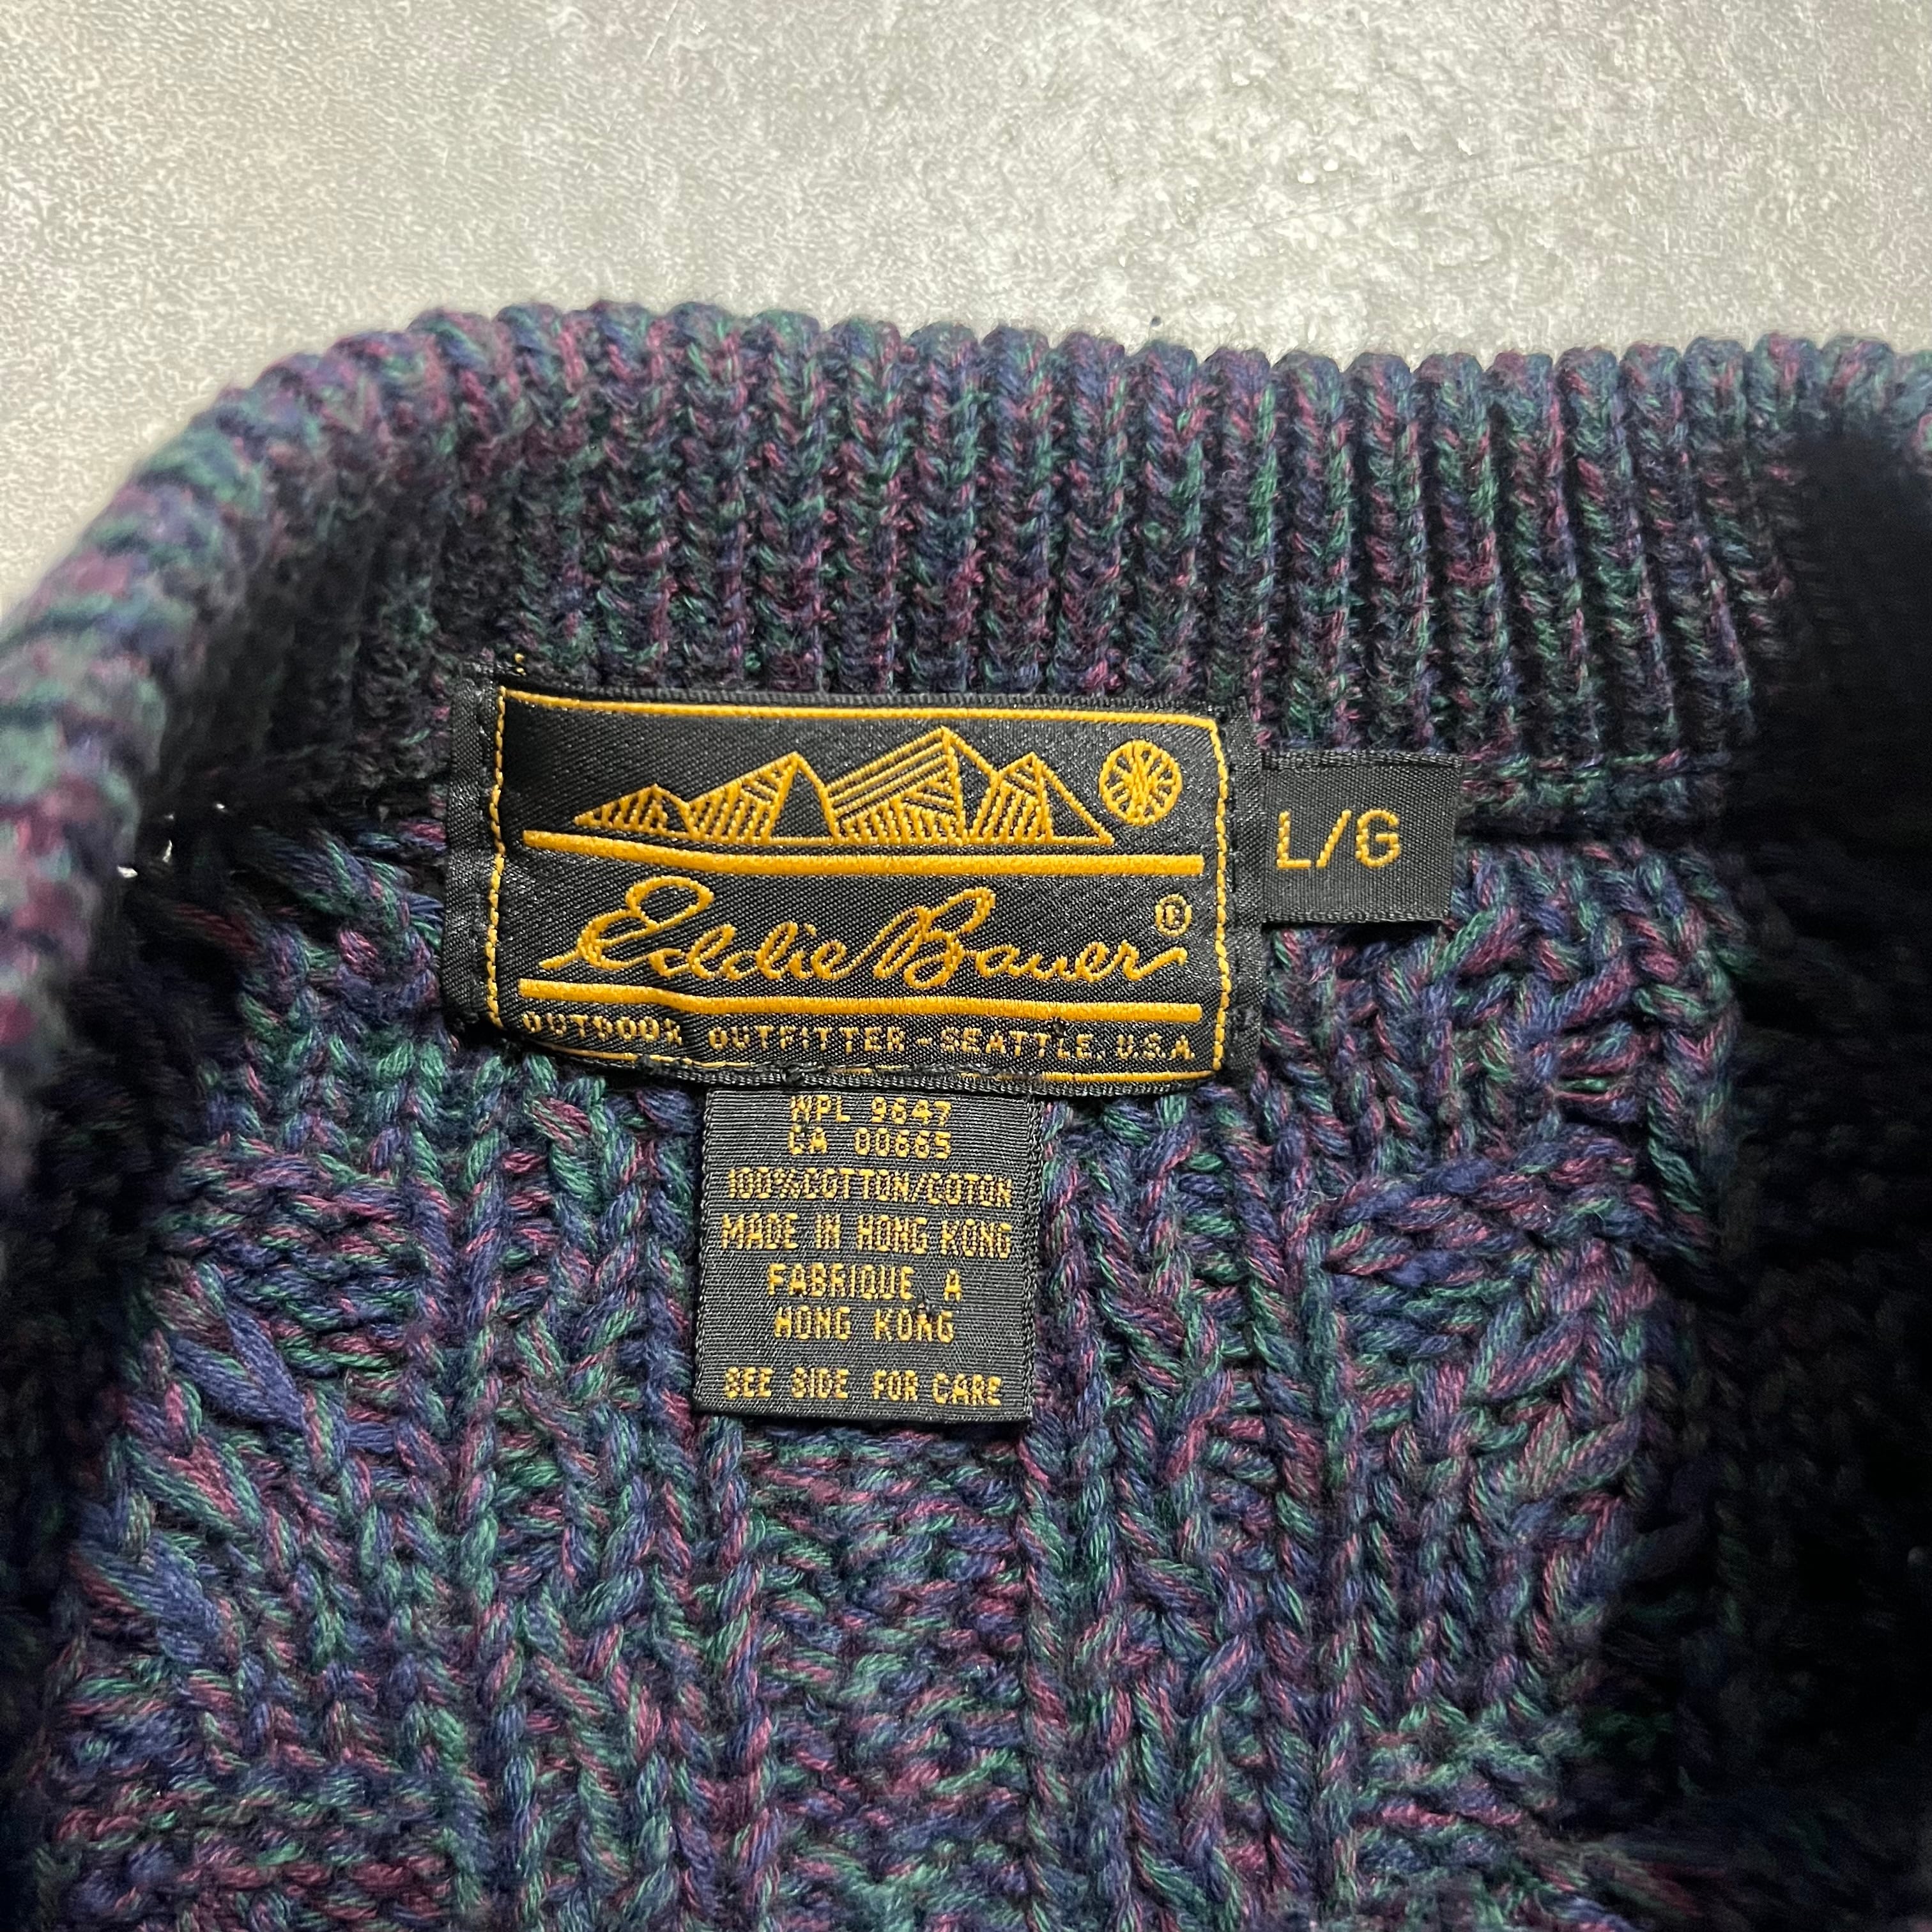 Eddie Bauer®
OUTDOOR OUTFITTER - SEATTLE, U.S.A
L/G
WPL 9647
CA 00665
100% COTTON/COTON
MADE IN HONG KONG
FABRIQUE A
HONG KONG
SEE SIDE FOR CARE